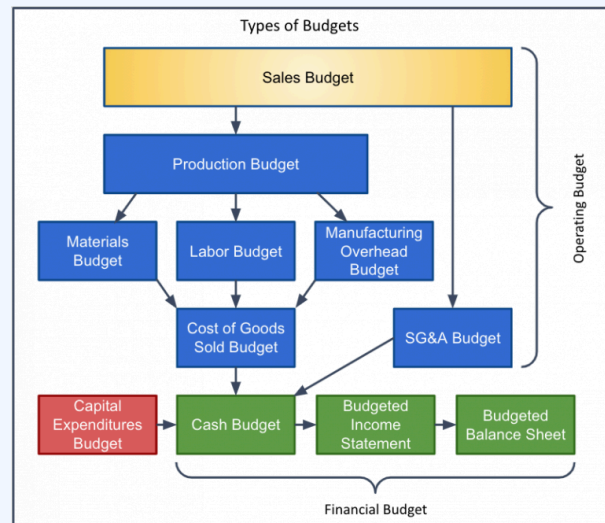 Types of Budgets
Sales Budget
Production Budget
Materials
Budget
Labor Budget
Manufacturing
Overhead
Budget
Cost of Goods
Sold Budget
SG&A Budget
Operating Budget
Capital
Expenditures
Budget
Cash Budget
Budgeted
Income
Statement
Budgeted
Balance Sheet
Financial Budget